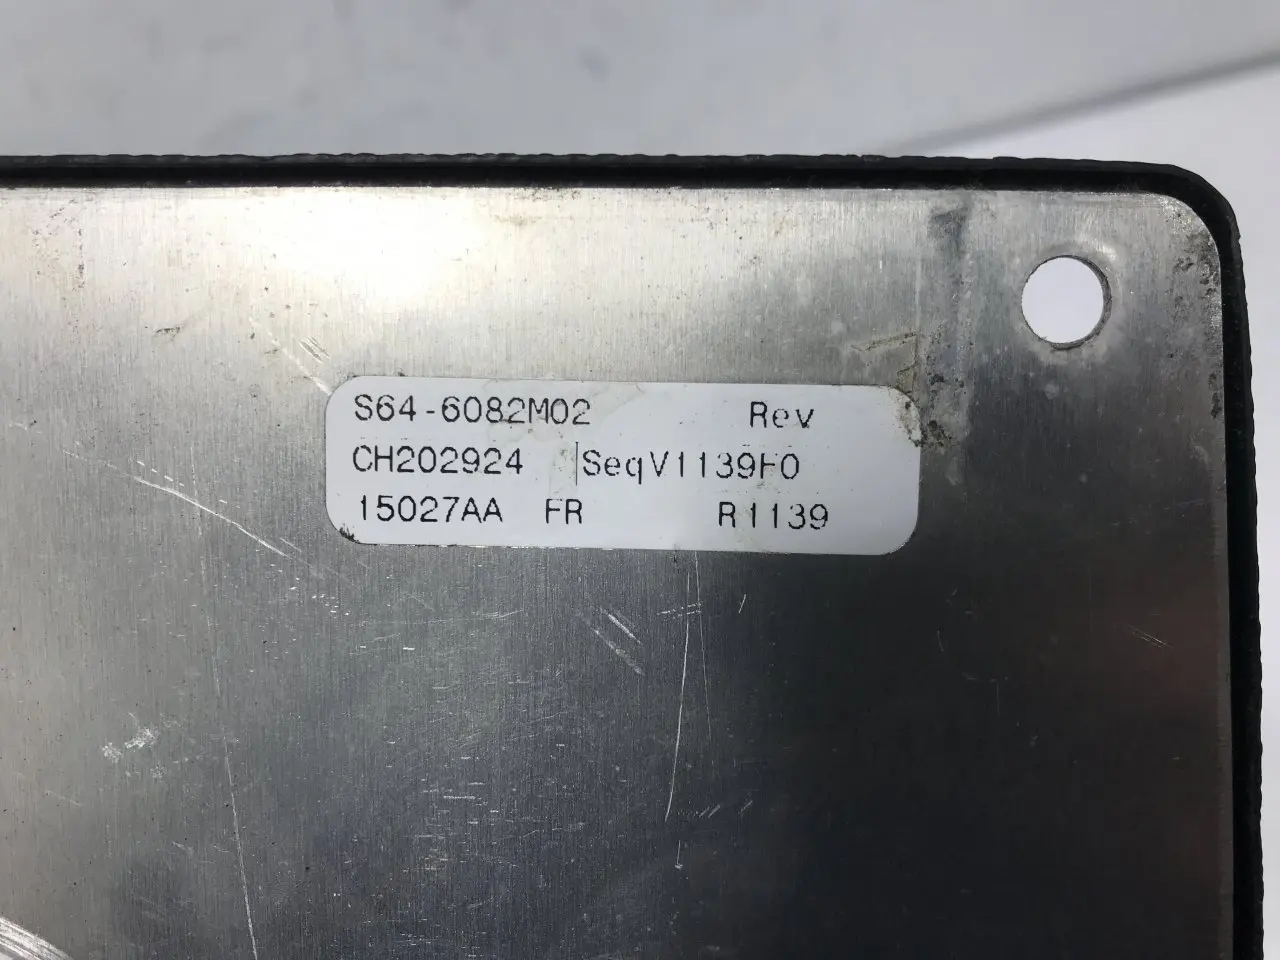 S64-6082M02 Rev
CH202924 SeqV1139F0
15027AA FR R1139